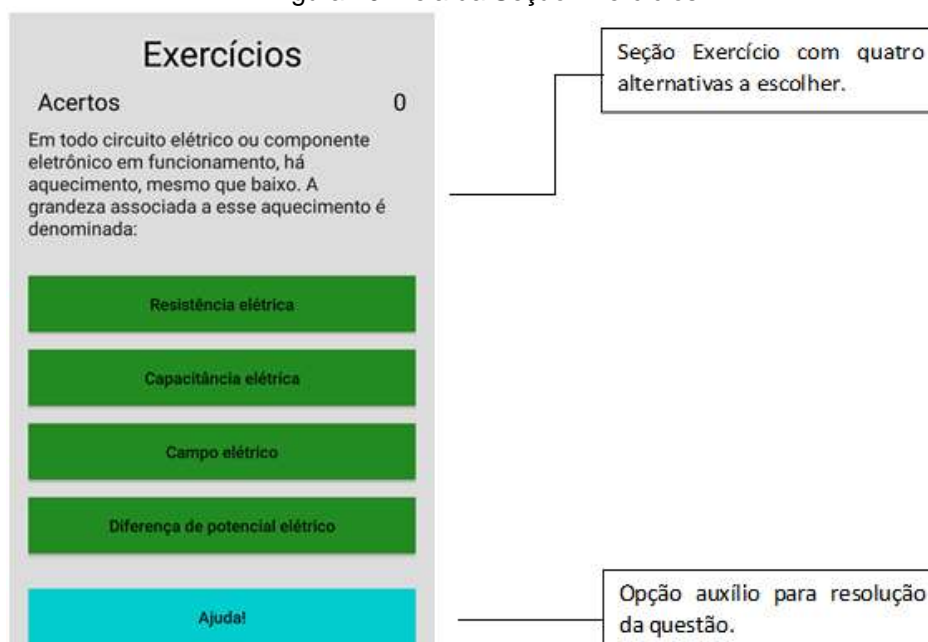 Exercícios
Acertos 0
Em todo circuito elétrico ou componente
eletrônico em funcionamento, há
aquecimento, mesmo que baixo. A
grandeza associada a esse aquecimento é
denominada:
Resistência elétrica
Capacitância elétrica
Campo elétrico
Diferença de potencial elétrico
Ajuda!
Seção Exercício com quatro
alternativas a escolher.
Opção auxílio para resolução
da questão.